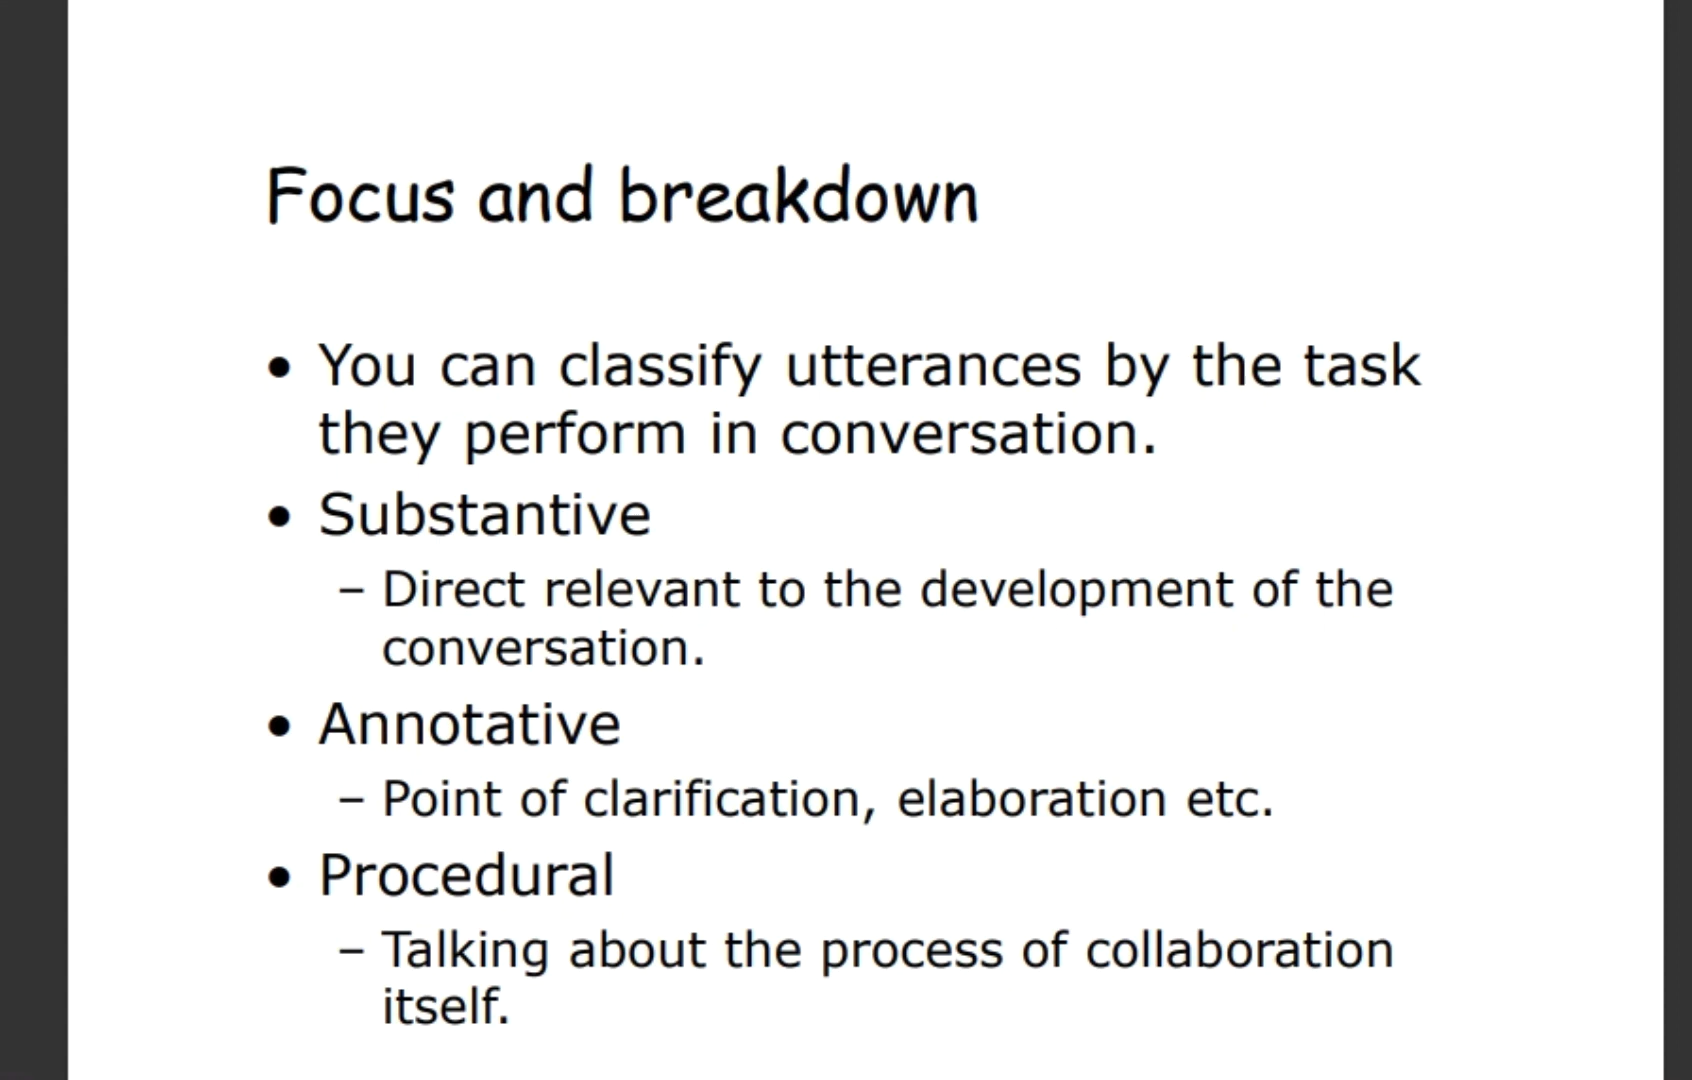 Focus and breakdown
• You can classify utterances by the task
they perform in conversation.
• Substantive
– Direct relevant to the development of the
conversation.
• Annotative
– Point of clarification, elaboration etc.
• Procedural
– Talking about the process of collaboration
itself.